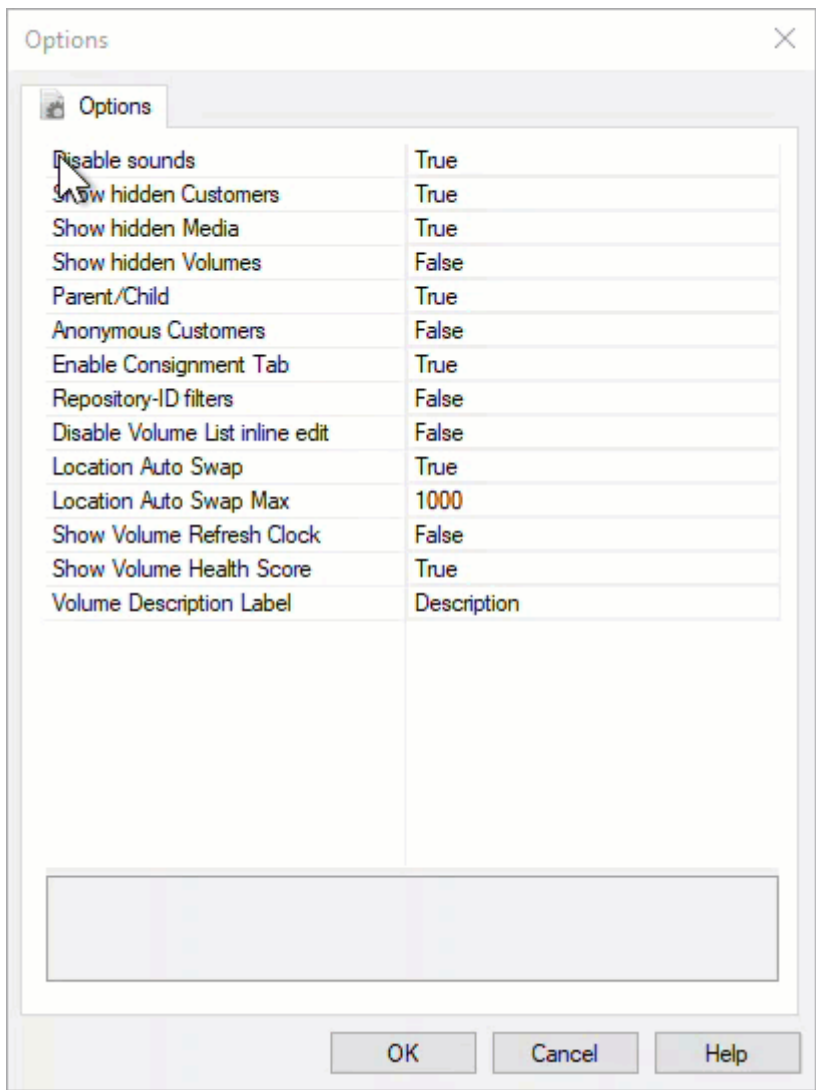 Options
Options
Disable sounds True
Show hidden Customers True
Show hidden Media True
Show hidden Volumes False
Parent/Child True
Anonymous Customers False
Enable Consignment Tab True
Repository-ID filters False
Disable Volume List inline edit False
Location Auto Swap True
Location Auto Swap Max 1000
Show Volume Refresh Clock False
Show Volume Health Score True
Volume Description Label Description
OK Cancel Help